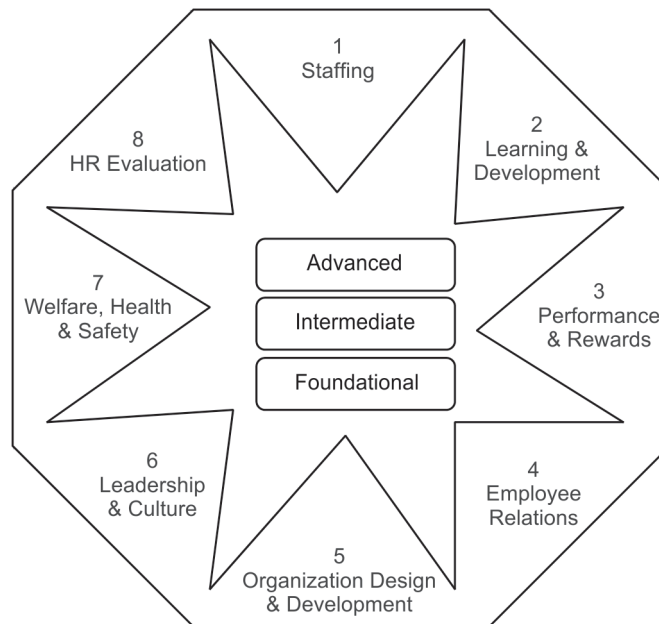 1
Staffing
2
Learning &
Development
3
Performance
& Rewards
4
Employee
Relations
5
Organization Design
& Development
6
Leadership
& Culture
7
Welfare, Health
& Safety
8
HR Evaluation
Advanced
Intermediate
Foundational